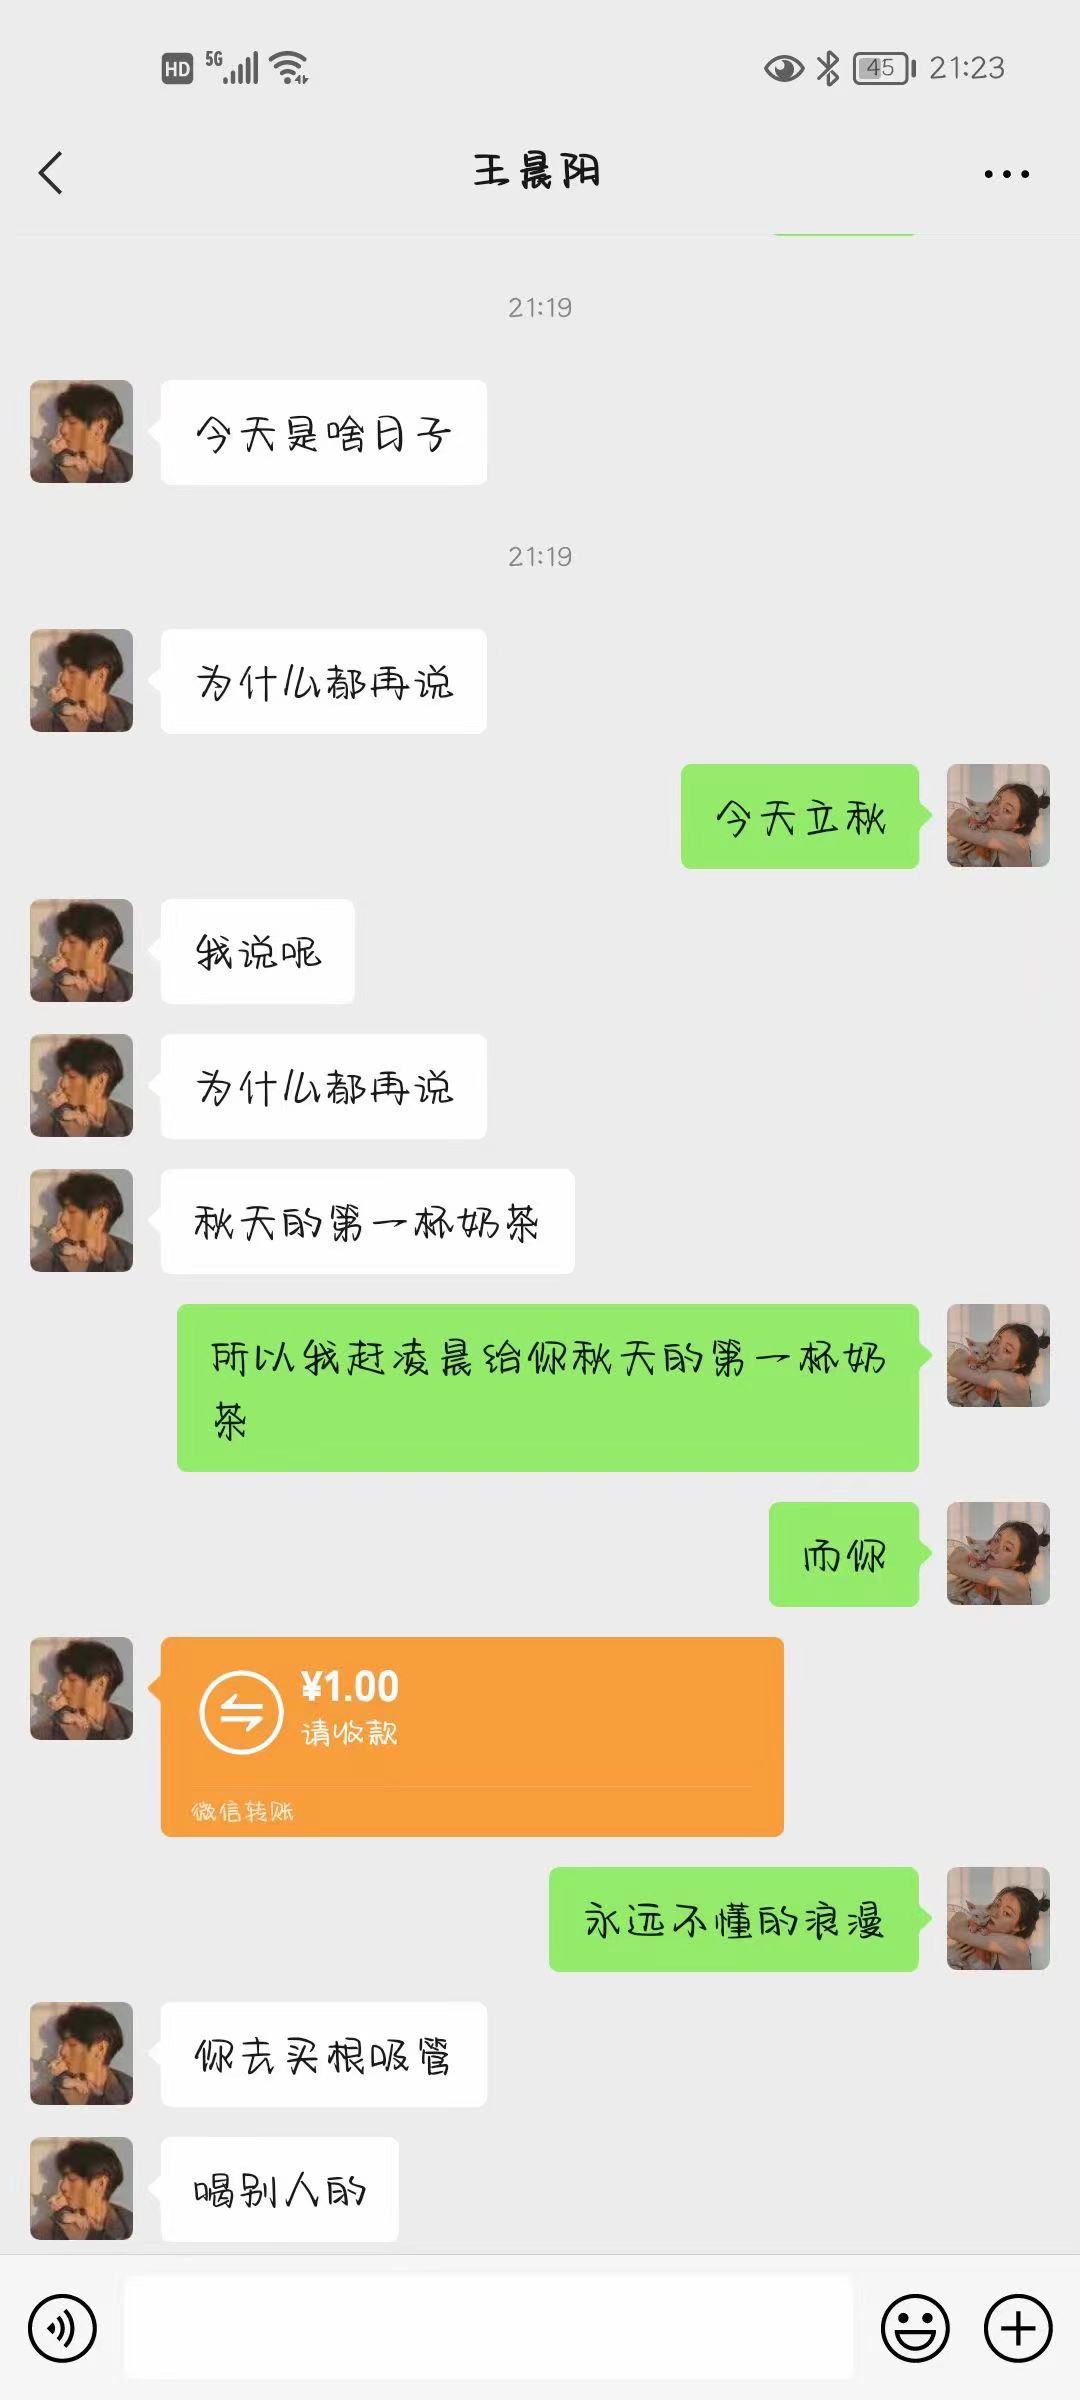 HD 5G 45 21:23
王晨阳
21:19
今天是啥日子
21:19
为什么都再说
今天立秋
我说呢
为什么都再说
秋天的第一杯奶茶
所以我赶凌晨给你秋天的第一杯奶
茶
而你
¥1.00
请收款
微信转账
永远不懂的浪漫
你去买根吸管
喝别人的